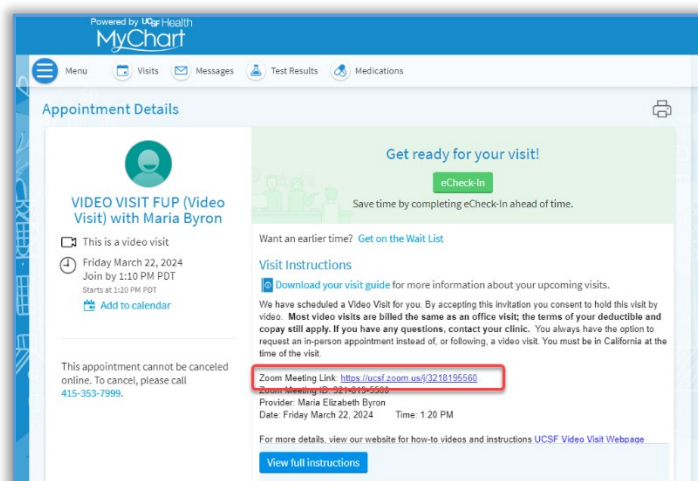 Powered by UCSF Health
MyChart
Menu Visits Messages Test Results Medications
Appointment Details
VIDEO VISIT FUP (Video
Visit) with Maria Byron
This is a video visit
Friday March 22, 2024
Join by 1:10 PM PDT
Starts at 1:20 PM PDT
Add to calendar
This appointment cannot be canceled
online. To cancel, please call
415-353-7999.
Get ready for your visit!
eCheck-In
Save time by completing eCheck-In ahead of time.
Want an earlier time? Get on the Wait List
Visit Instructions
Download your visit guide for more information about your upcoming visits.
We have scheduled a Video Visit for you. By accepting this invitation you consent to hold this visit by
video. Most video visits are billed the same as an office visit; the terms of your deductible and
copay still apply. If you have any questions, contact your clinic. You always have the option to
request an in-person appointment instead of, or following, a video visit. You must be in California at the
time of the visit.
Zoom Meeting Link: https://ucsf.zoom.us/j/3218195560
Zoom Meeting ID:
Provider: Maria Elizabeth Byron
Date: Friday March 22, 2024 Time: 1:20 PM
For more details, view our website for how-to videos and instructions UCSF Video Visit Webpage
View full instructions